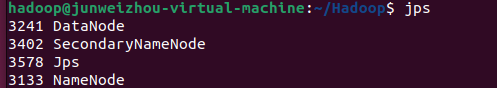 hadoop@junweizhou-virtual-machine:~/Hadoop$ jps
3241 DataNode
3402 SecondaryNameNode
3578 Jps
3133 NameNode